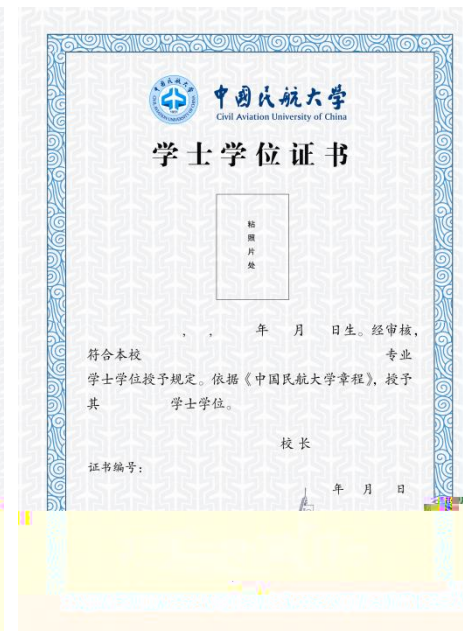 中国民航大学
Civil Aviation University of China
学士学位证书
粘
照
片
处
, , 年 月 日生。经审核,
符合本校 专业
学士学位授予规定。依据《中国民航大学章程》,授予
其 学士学位。
校长
证书编号:
年 月 日